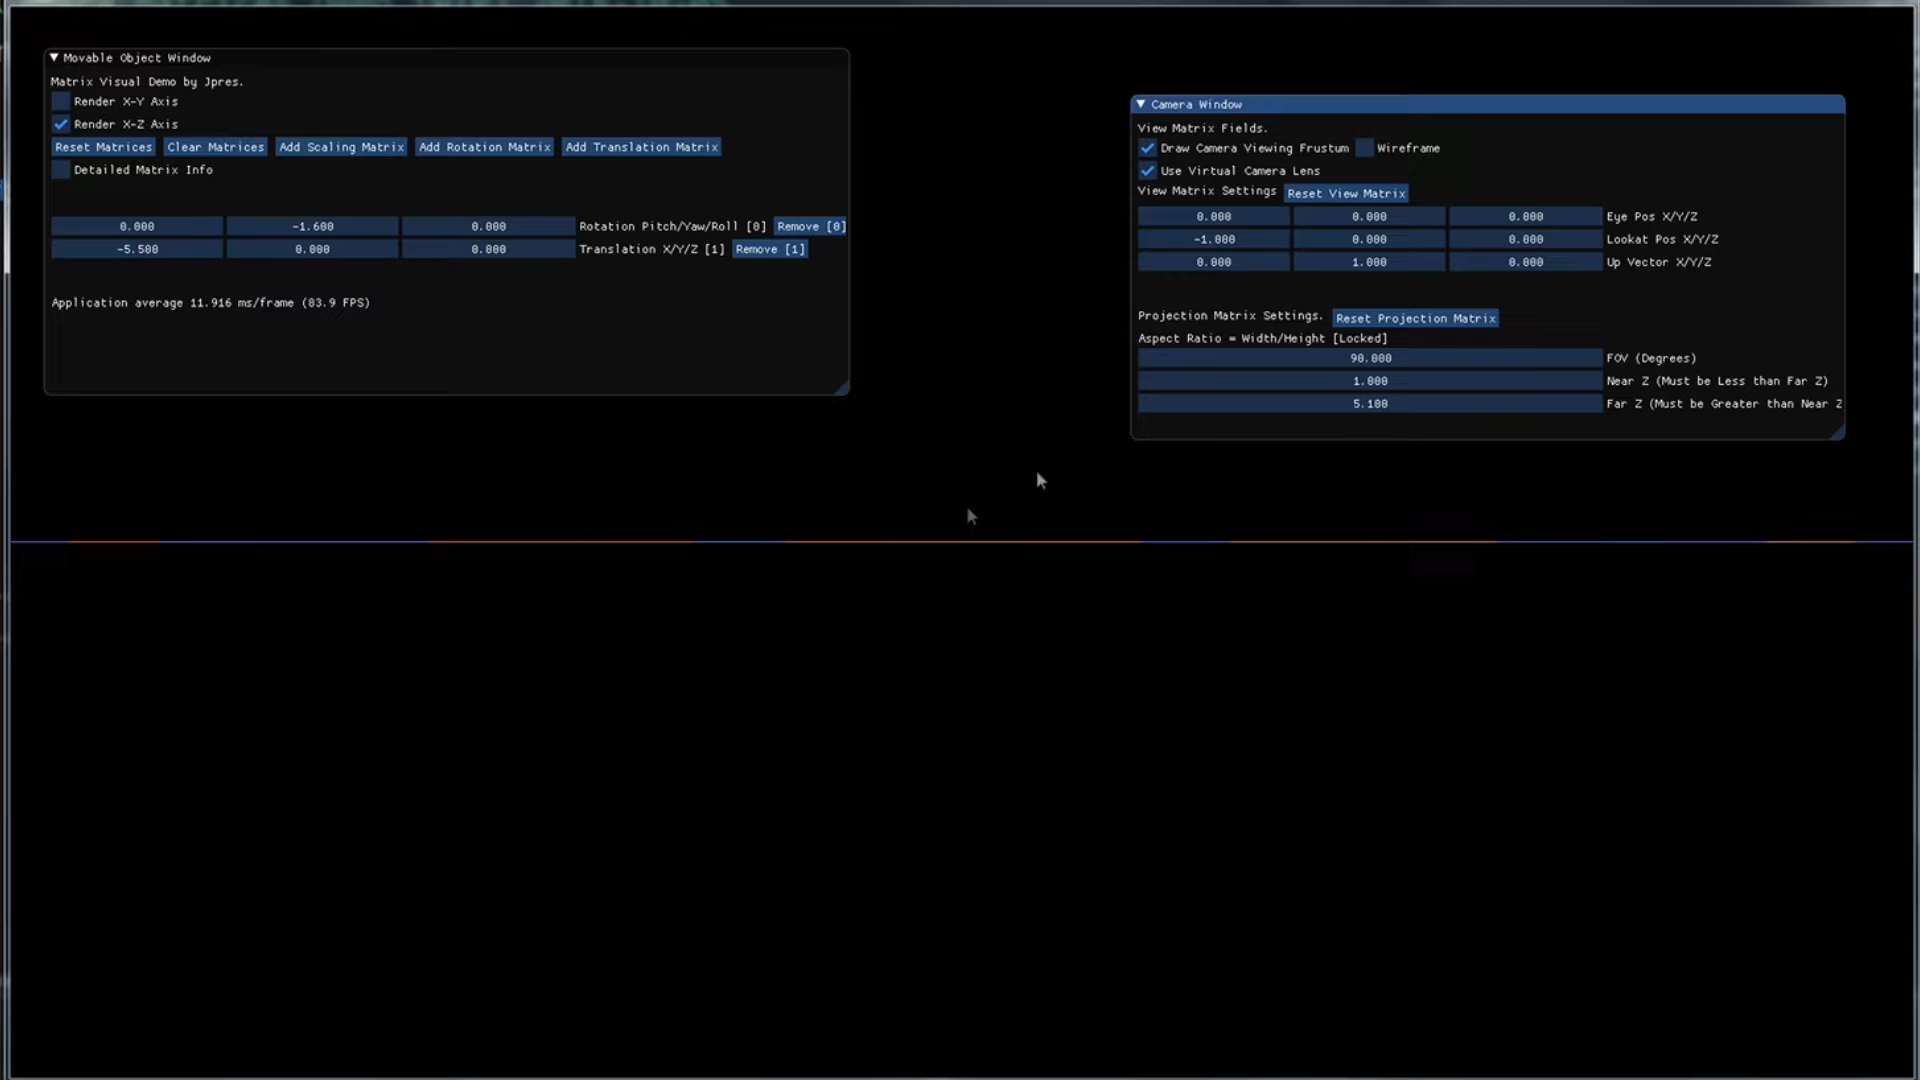 Movable Object Window
Matrix Visual Demo by Jpres.
Render X-Y Axis
Render X-Z Axis
Reset Matrices Clear Matrices Add Scaling Matrix Add Rotation Matrix Add Translation Matrix
Detailed Matrix Info
0.000 -1.600 0.000 Rotation Pitch/Yaw/Roll [0] Remove [0]
-5.500 0.000 0.000 Translation X/Y/Z [1] Remove [1]
Application average 11.916 ms/frame (83.9 FPS)
Camera Window
View Matrix Fields.
Draw Camera Viewing Frustum Wireframe
Use Virtual Camera Lens
View Matrix Settings Reset View Matrix
0.000 0.000 0.000 Eye Pos X/Y/Z
-1.000 0.000 0.000 Lookat Pos X/Y/Z
0.000 1.000 0.000 Up Vector X/Y/Z
Projection Matrix Settings. Reset Projection Matrix
Aspect Ratio = Width/Height [Locked]
90.000 FOV (Degrees)
1.000 Near Z (Must be Less than Far Z)
5.100 Far Z (Must be Greater than Near Z